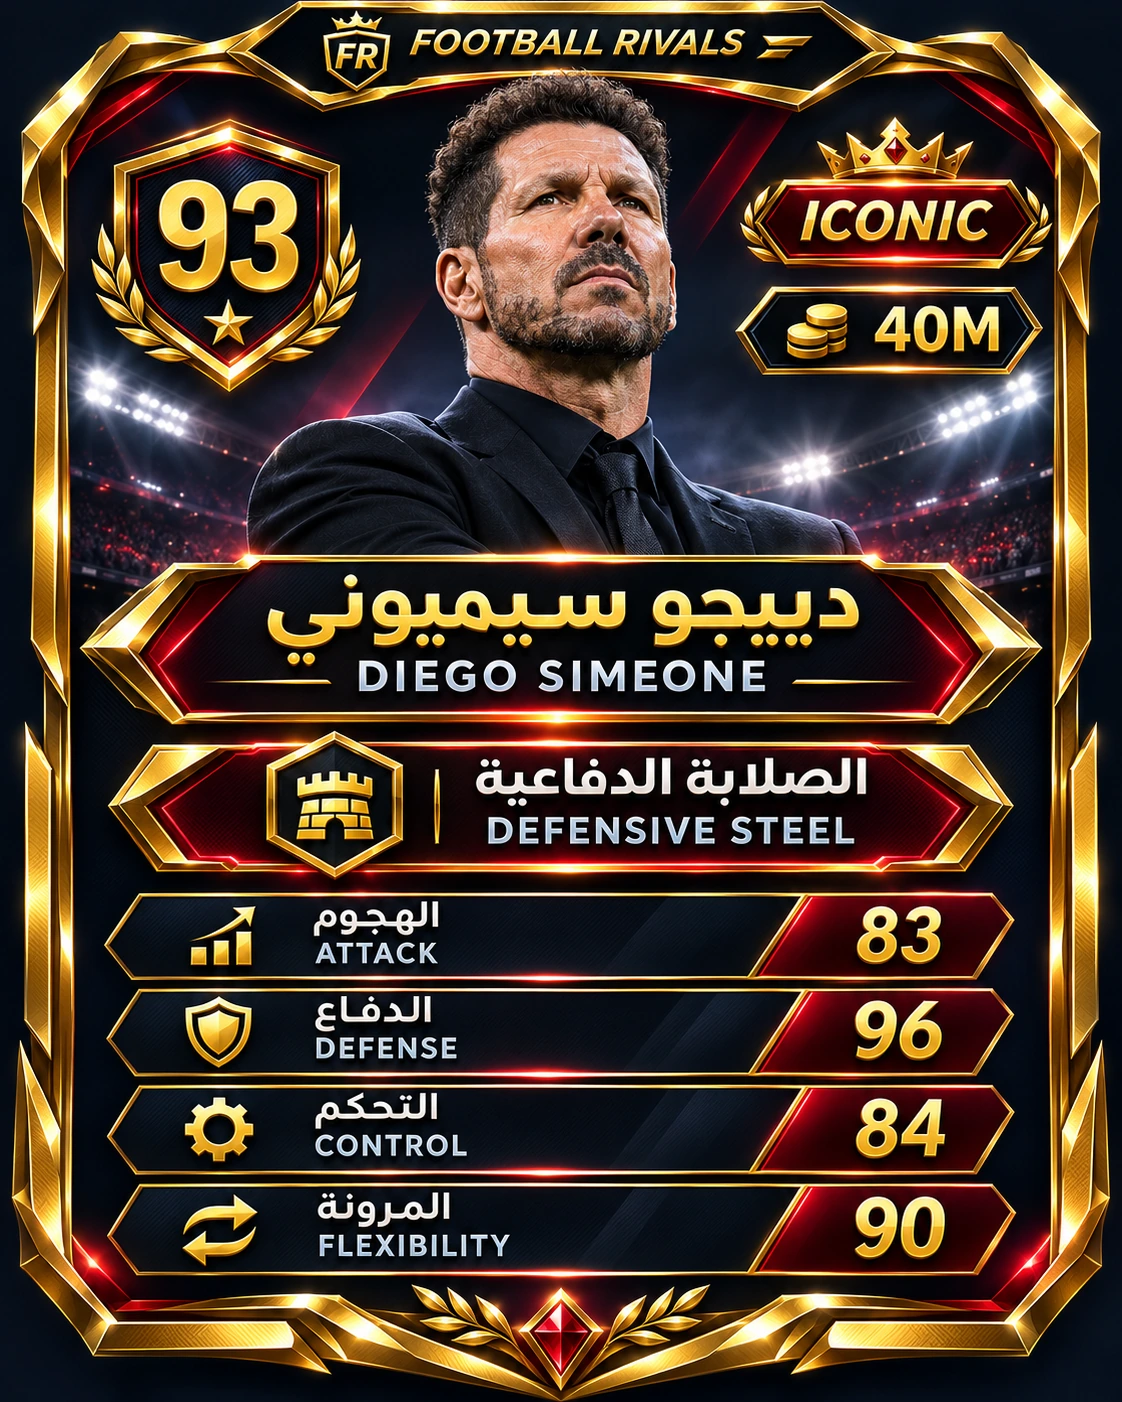 FR FOOTBALL RIVALS
93
ICONIC
40M
دييجو سيميوني
DIEGO SIMEONE
الصلابة الدفاعية
DEFENSIVE STEEL
الهجوم
ATTACK
83
الدفاع
DEFENSE
96
التحكم
CONTROL
84
المرونة
FLEXIBILITY
90